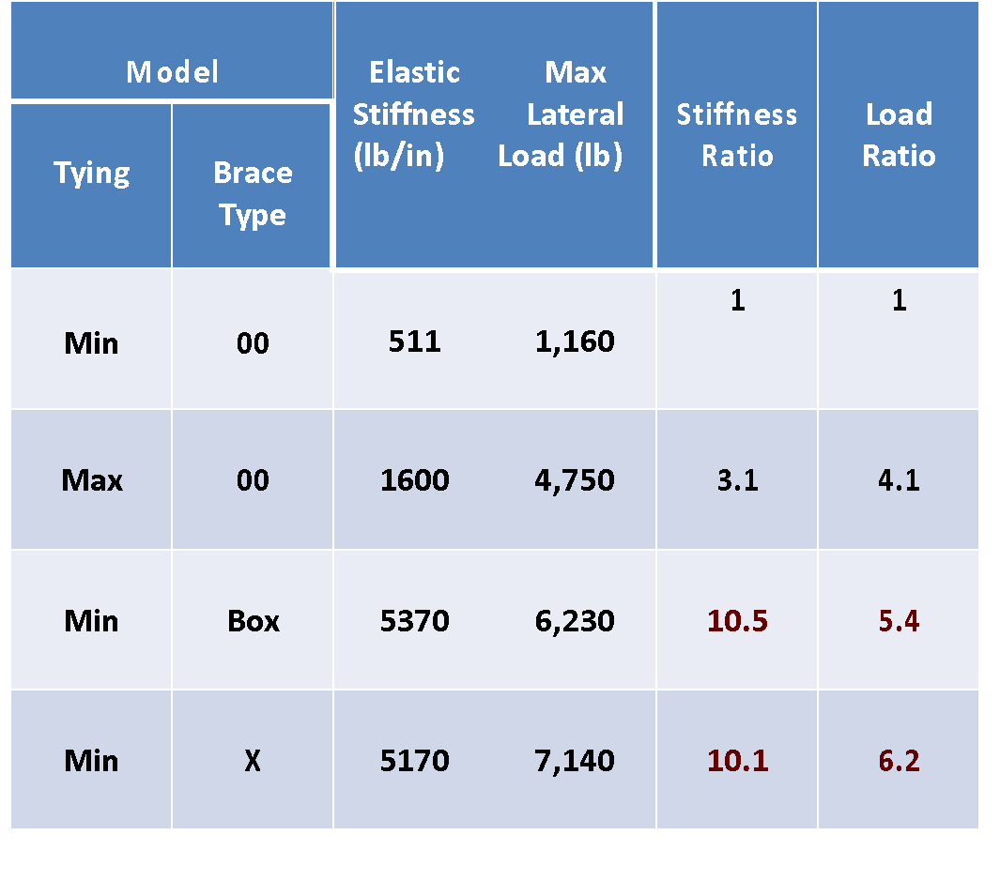 Model
Elastic Stiffness (lb/in)
Max Lateral Load (lb)
Stiffness Ratio
Load Ratio
Tying
Brace Type
Min 00 511 1,160 1 1
Max 00 1600 4,750 3.1 4.1
Min Box 5370 6,230 10.5 5.4
Min X 5170 7,140 10.1 6.2